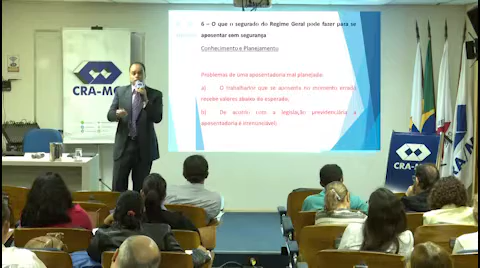 6 – O que o segurado do Regime Geral pode fazer para se
aposentar com segurança
Conhecimento e Planejamento
Problemas de uma aposentadoria mal planejada:
a) O trabalhador que se aposenta no momento errado
recebe valores abaixo do esperado;
b) De acordo com a legislação previdenciária a
aposentadoria é irrenunciável;
CRA-MG
CRA-MG